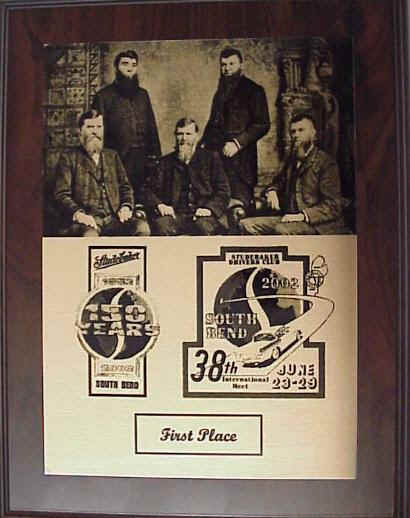 Studebaker
1852
150
YEARS
2002
SOUTH BEND
STUDEBAKER
DRIVERS CLUB
2002
SOUTH
BEND
38th
International
Meet
JUNE
23-29
First Place